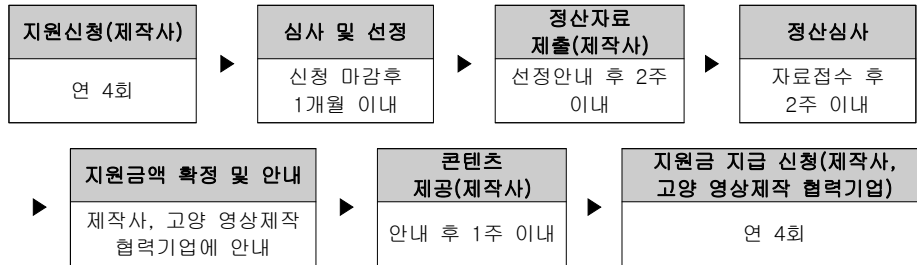 지원신청(제작사)
연 4회
심사 및 선정
신청 마감후
1개월 이내
정산자료
제출(제작사)
선정안내 후 2주
이내
정산심사
자료접수 후
2주 이내
지원금액 확정 및 안내
제작사, 고양 영상제작
협력기업에 안내
콘텐츠
제공(제작사)
안내 후 1주 이내
지원금 지급 신청(제작사,
고양 영상제작 협력기업)
연 4회